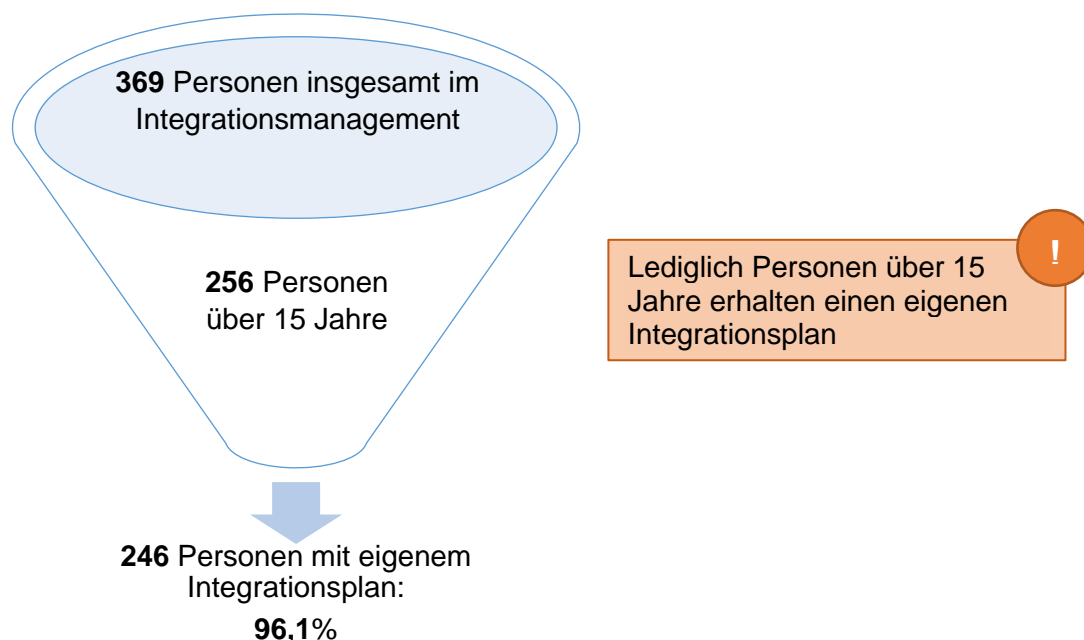 369 Personen insgesamt im
Integrationsmanagement
256 Personen
über 15 Jahre
!
Lediglich Personen über 15
Jahre erhalten einen eigenen
Integrationsplan
246 Personen mit eigenem
Integrationsplan:
96,1%